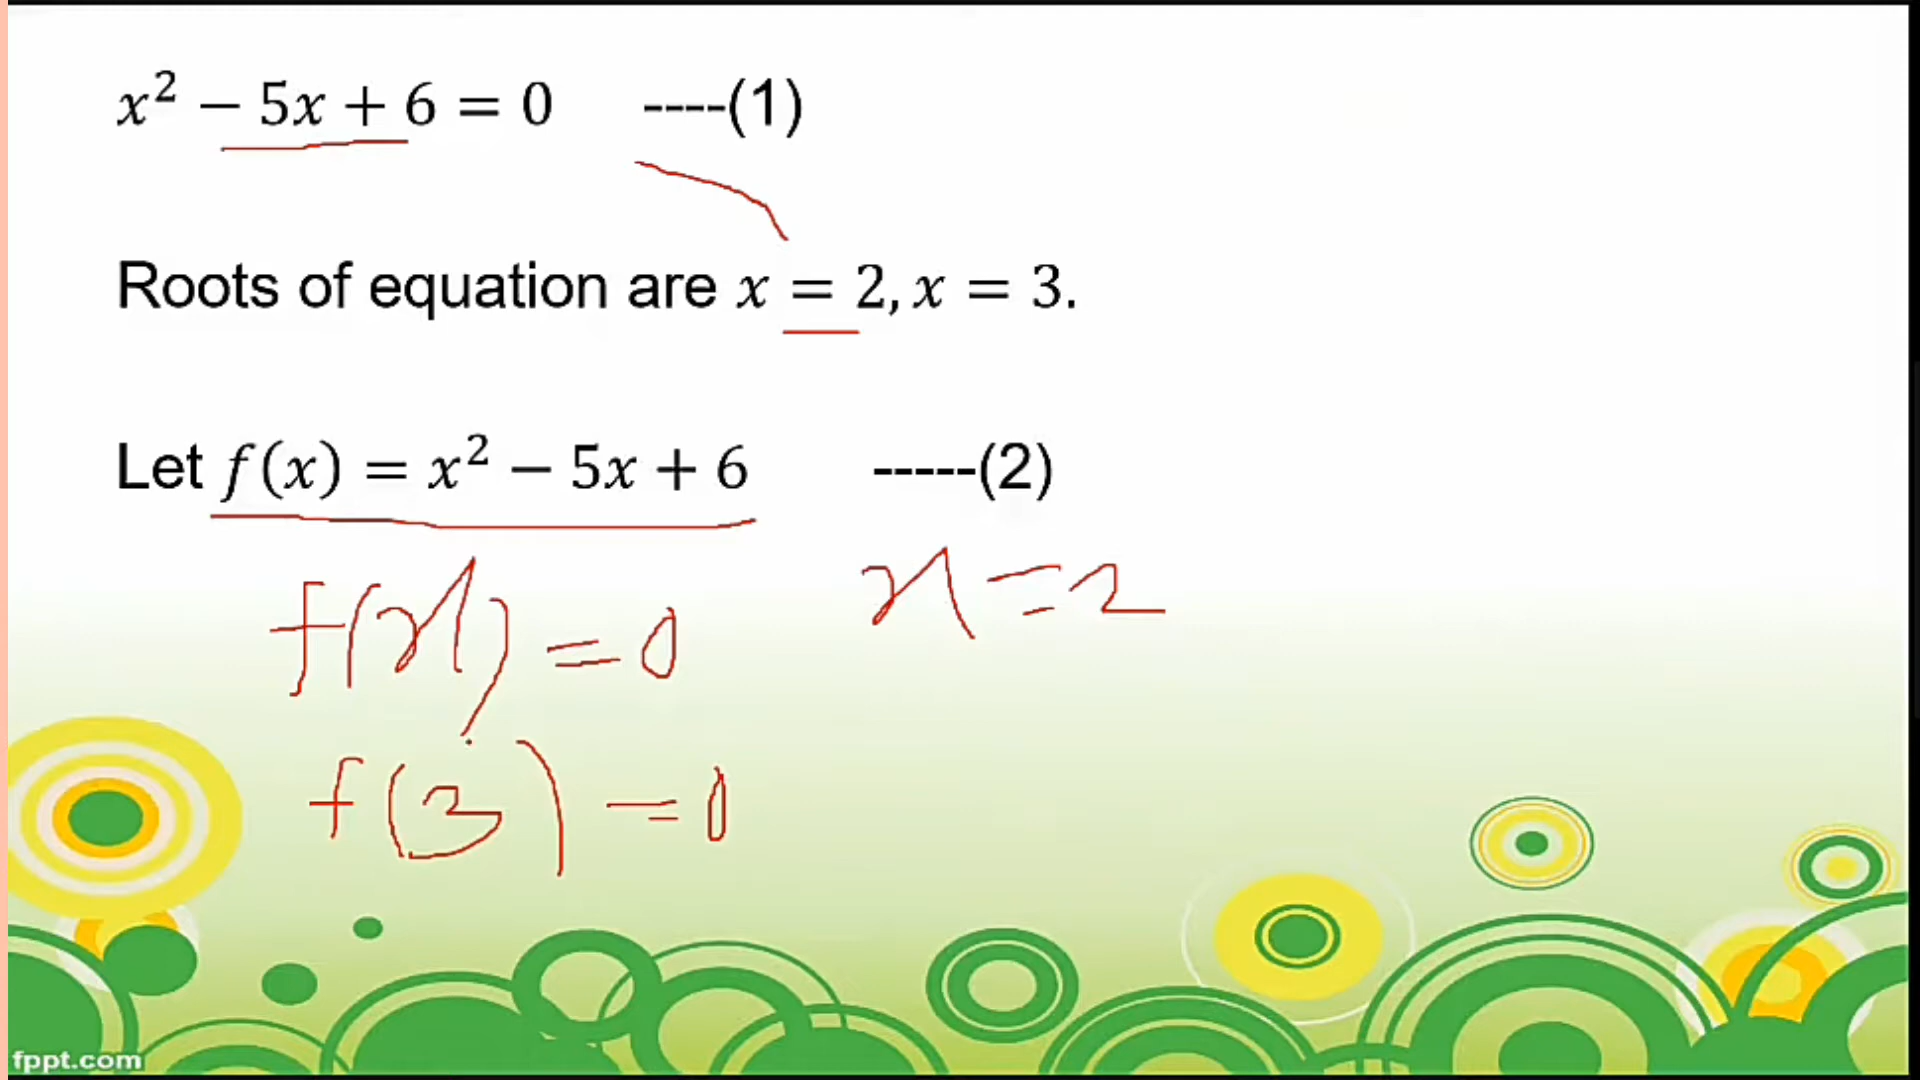 x² − 5x + 6 = 0 ----(1)
Roots of equation are x = 2, x = 3.
Let f(x) = x² − 5x + 6 -----(2)
f(x) = 0 x = 2
f(3) = 0
fppt.com